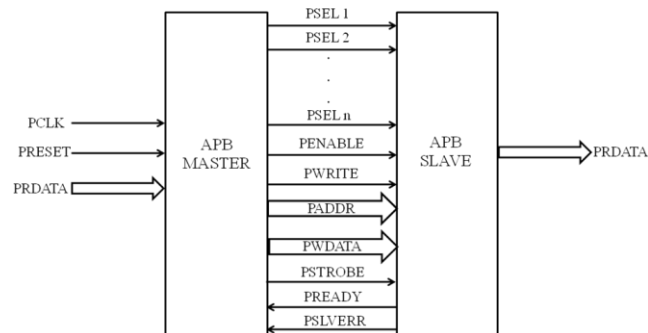 PSEL 1
PSEL 2
.
.
.
PSEL n
PCLK
PENABLE
PRESET
APB
MASTER
APB
SLAVE
PRDATA
PWRITE
PRDATA
PADDR
PWDATA
PSTROBE
PREADY
PSLVERR